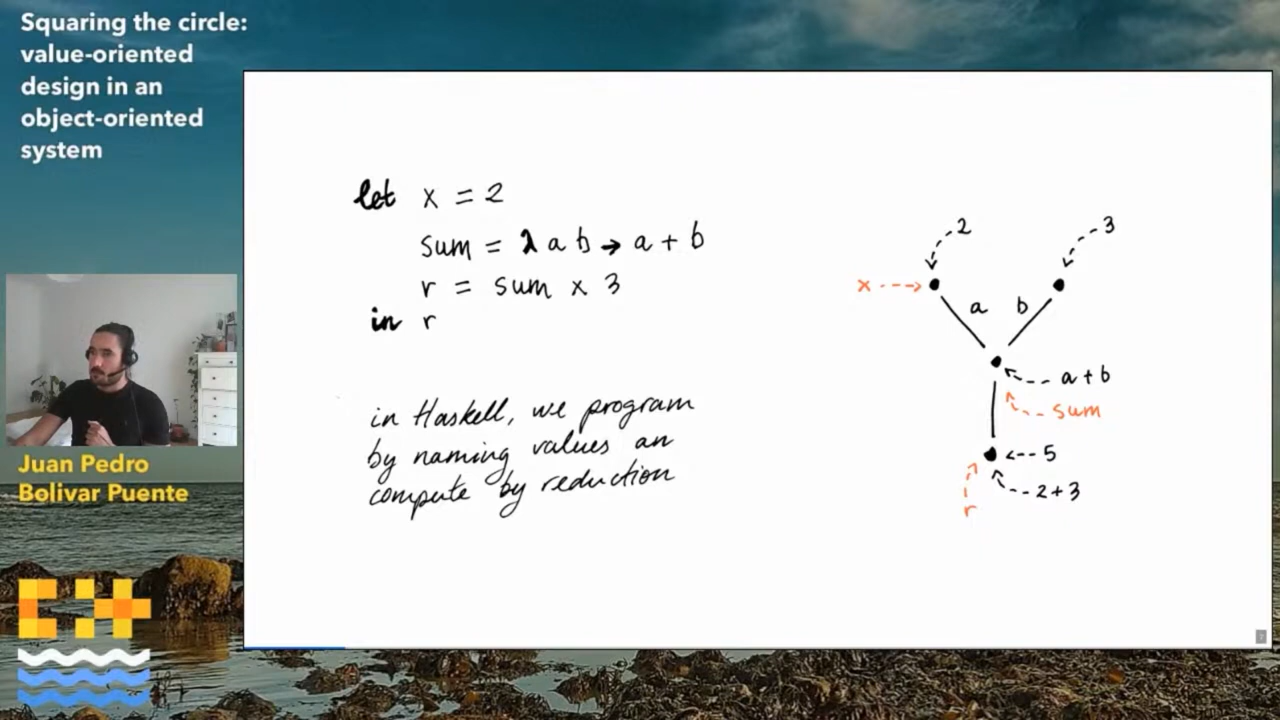 Squaring the circle:
value-oriented
design in an
object-oriented
system
let x = 2
sum = λ a b → a + b
r = sum x 3
in r
in Haskell, we program
by naming values an
compute by reduction
2
3
x
a b
a + b
sum
5
2 + 3
r
Juan Pedro
Bolivar Puente
C+
7